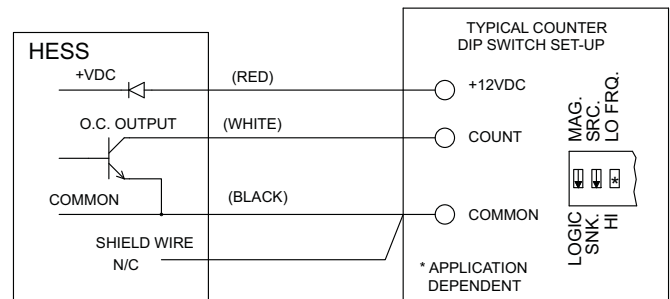 HESS
+VDC
(RED)
O.C. OUTPUT
(WHITE)
COMMON
(BLACK)
SHIELD WIRE
N/C
TYPICAL COUNTER
DIP SWITCH SET-UP
+12VDC
COUNT
COMMON
MAG.
SRC.
LO FRQ.
*
LOGIC
SNK.
HI
* APPLICATION
DEPENDENT